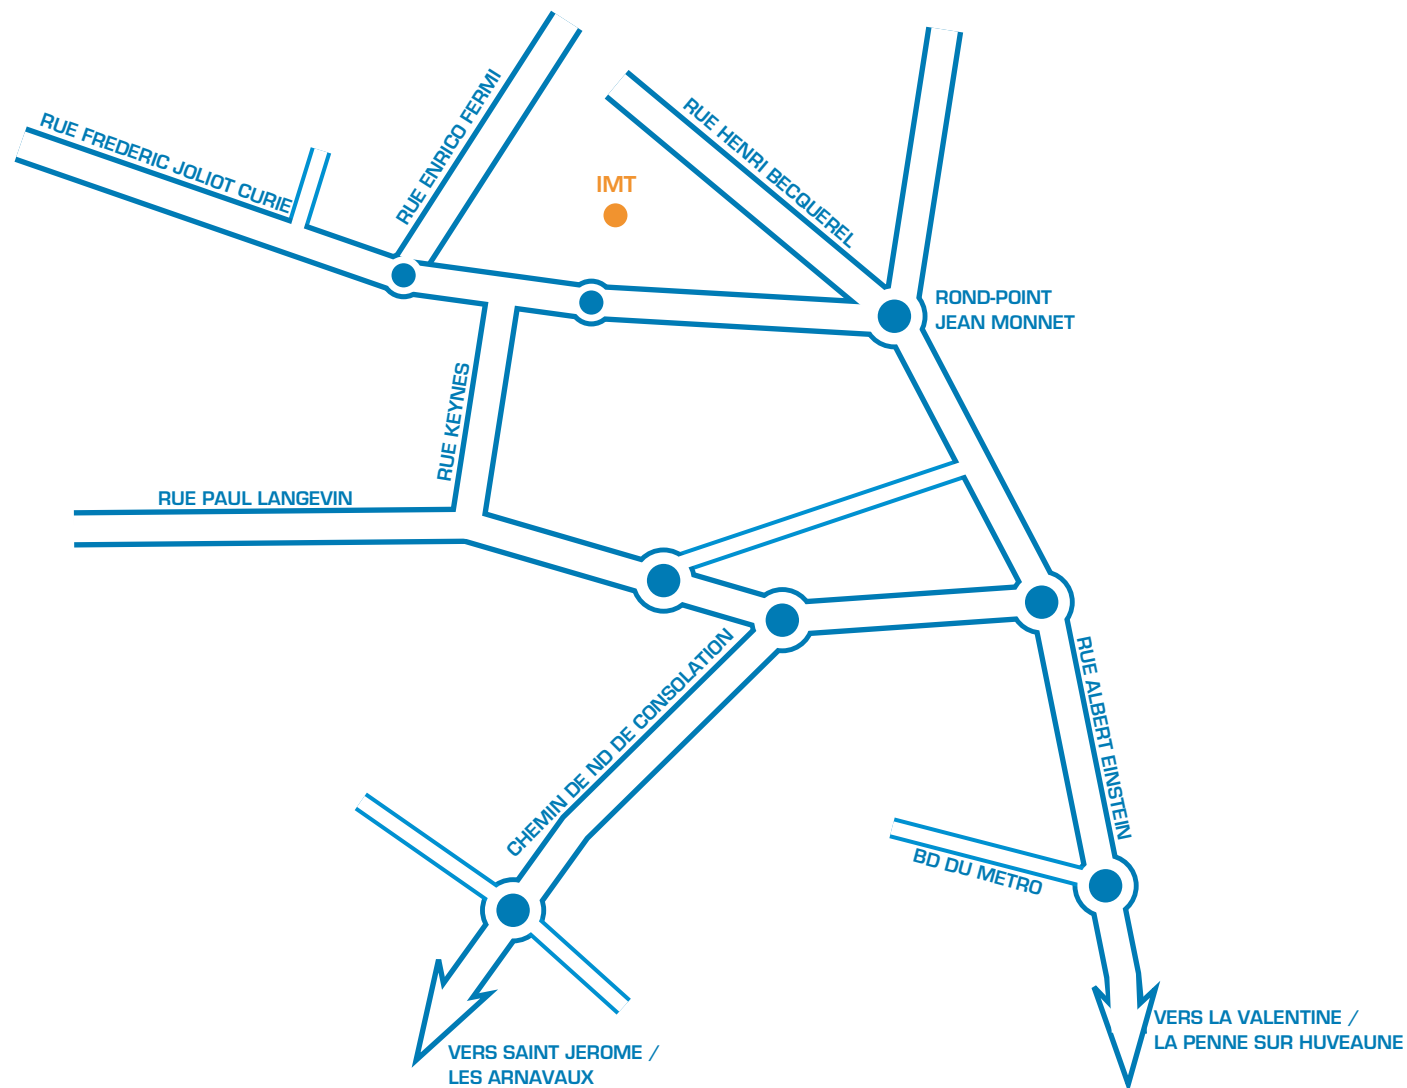 RUE FREDERIC JOLIOT CURIE
RUE ENRICO FERMI
RUE HENRI BECQUEREL
IMT
ROND-POINT
JEAN MONNET
RUE KEYNES
RUE PAUL LANGEVIN
CHEMIN DE ND DE CONSOLATION
RUE ALBERT EINSTEIN
BD DU METRO
VERS LA VALENTINE /
LA PENNE SUR HUVEAUNE
VERS SAINT JEROME /
LES ARNAVAUX